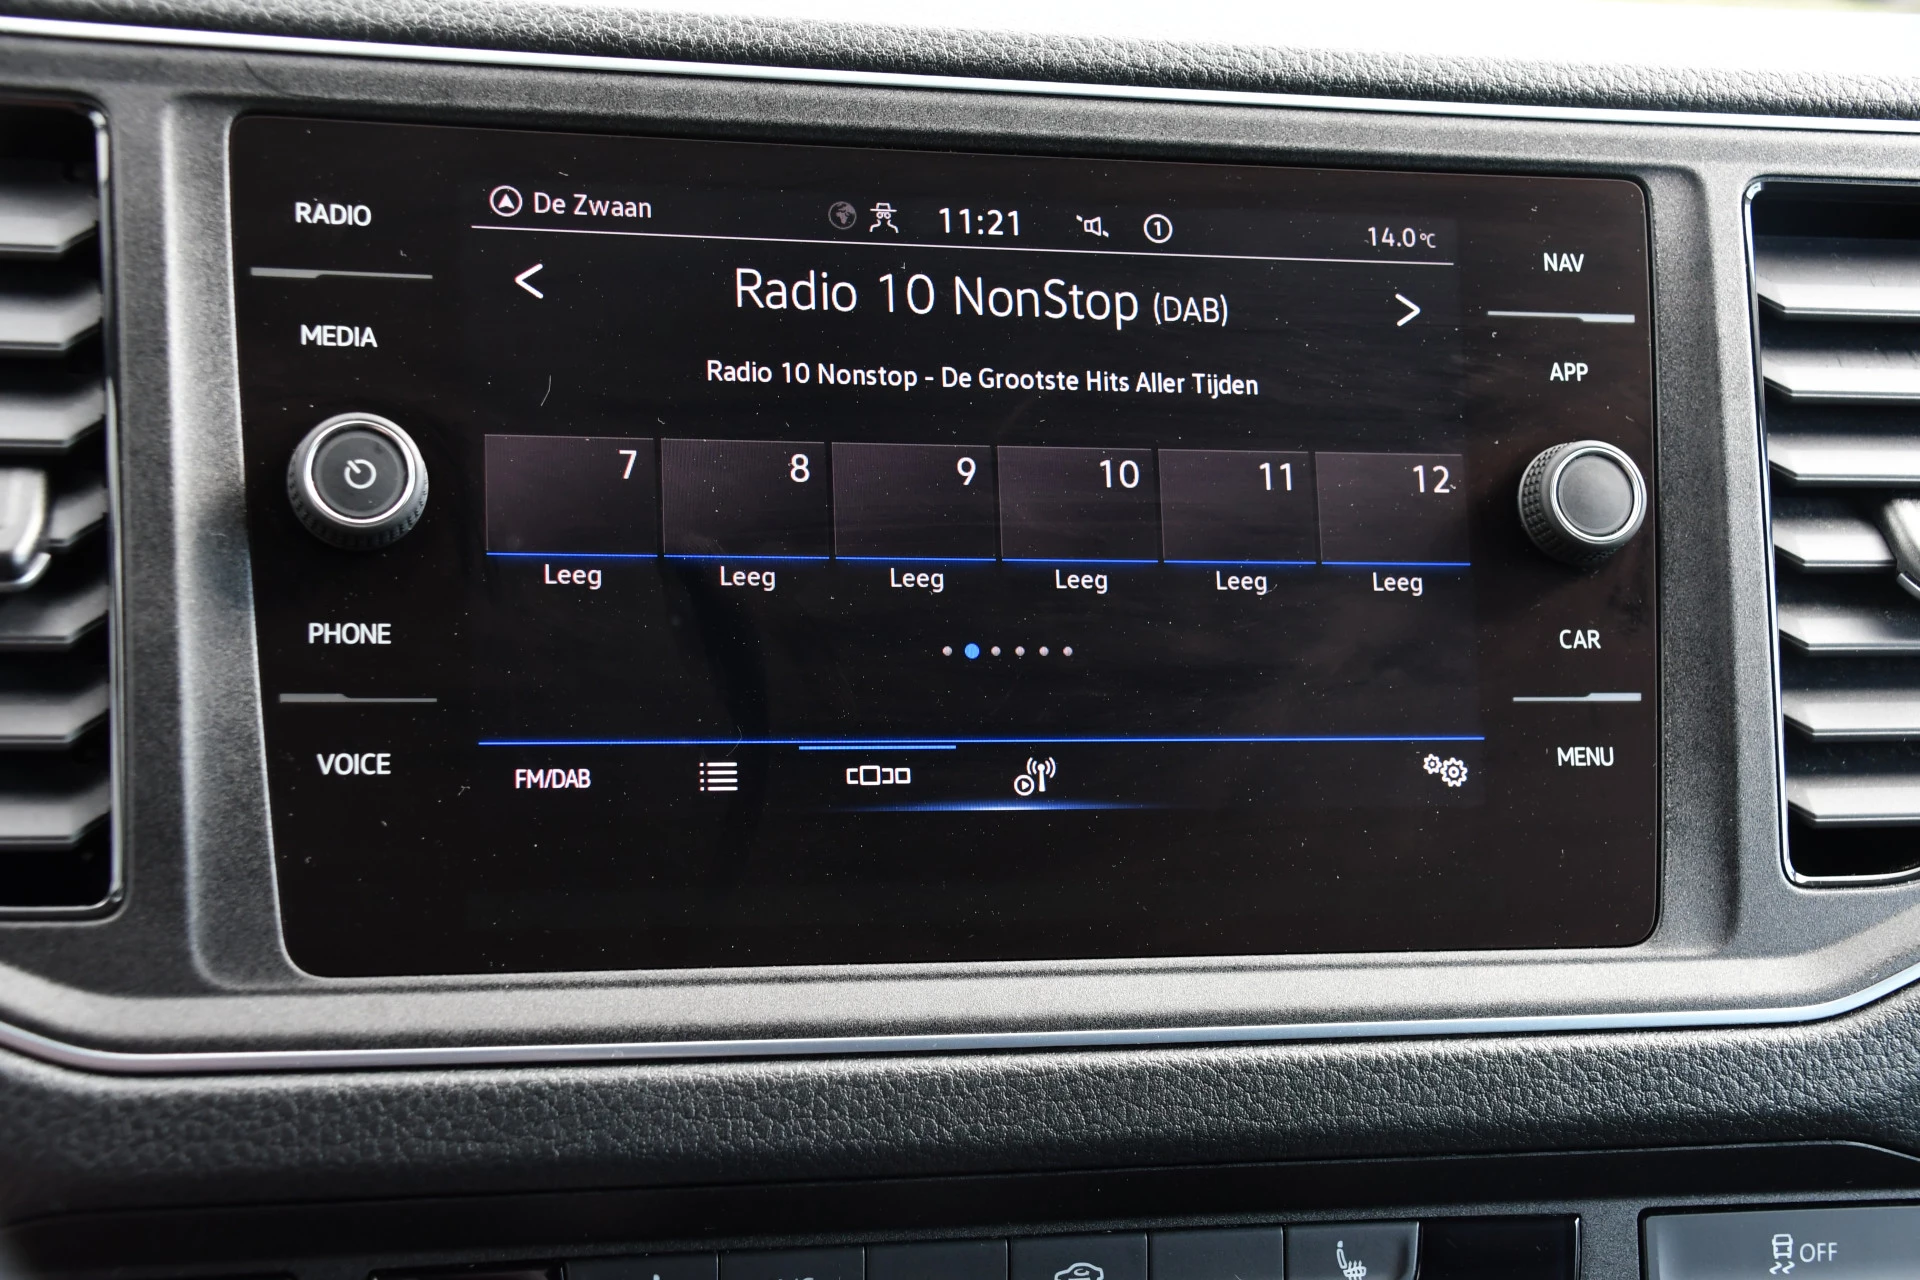 RADIO
MEDIA
PHONE
VOICE
De Zwaan
11:21
1
14.0°C
< Radio 10 NonStop (DAB) >
Radio 10 Nonstop - De Grootste Hits Aller Tijden
7 8 9 10 11 12
Leeg Leeg Leeg Leeg Leeg Leeg
FM/DAB
NAV
APP
CAR
MENU
OFF